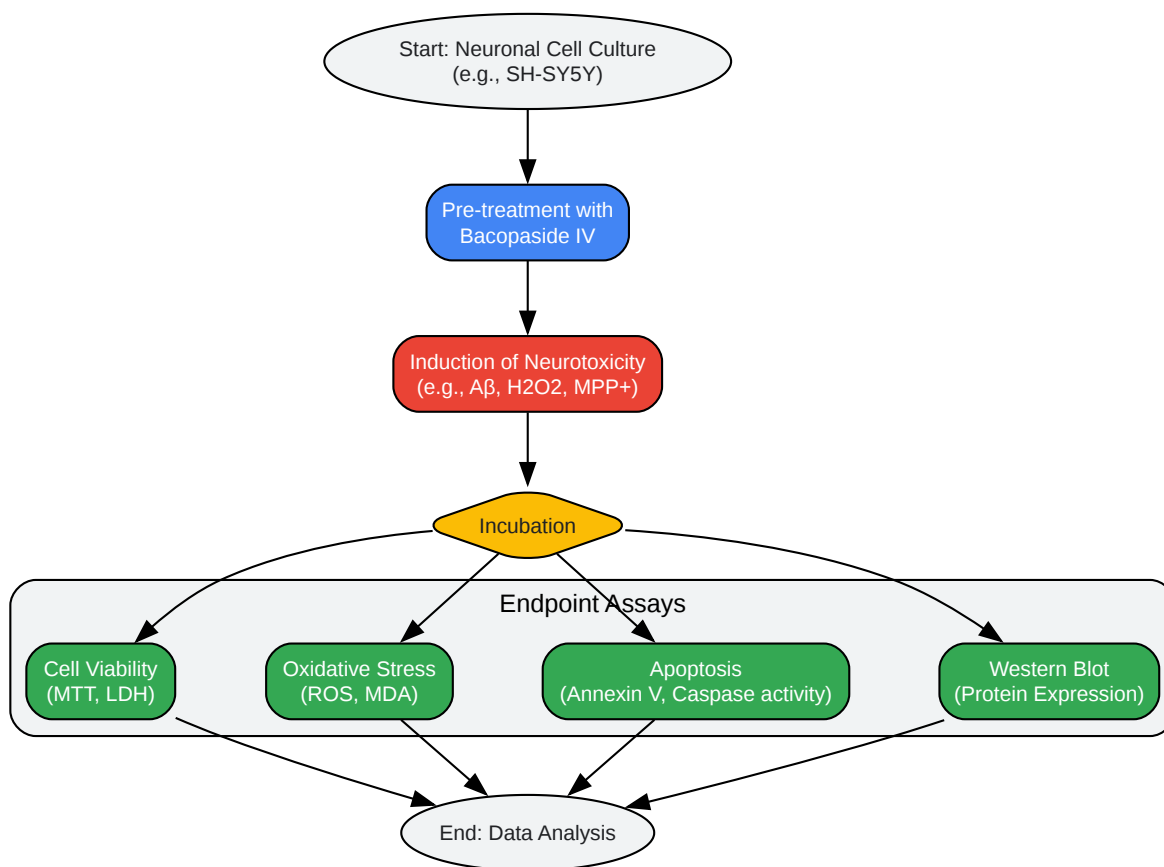 Start: Neuronal Cell Culture
(e.g., SH-SY5Y)
Pre-treatment with
Bacopaside IV
Induction of Neurotoxicity
(e.g., Aβ, H2O2, MPP+)
Incubation
Endpoint Assays
Cell Viability
(MTT, LDH)
Oxidative Stress
(ROS, MDA)
Apoptosis
(Annexin V, Caspase activity)
Western Blot
(Protein Expression)
End: Data Analysis